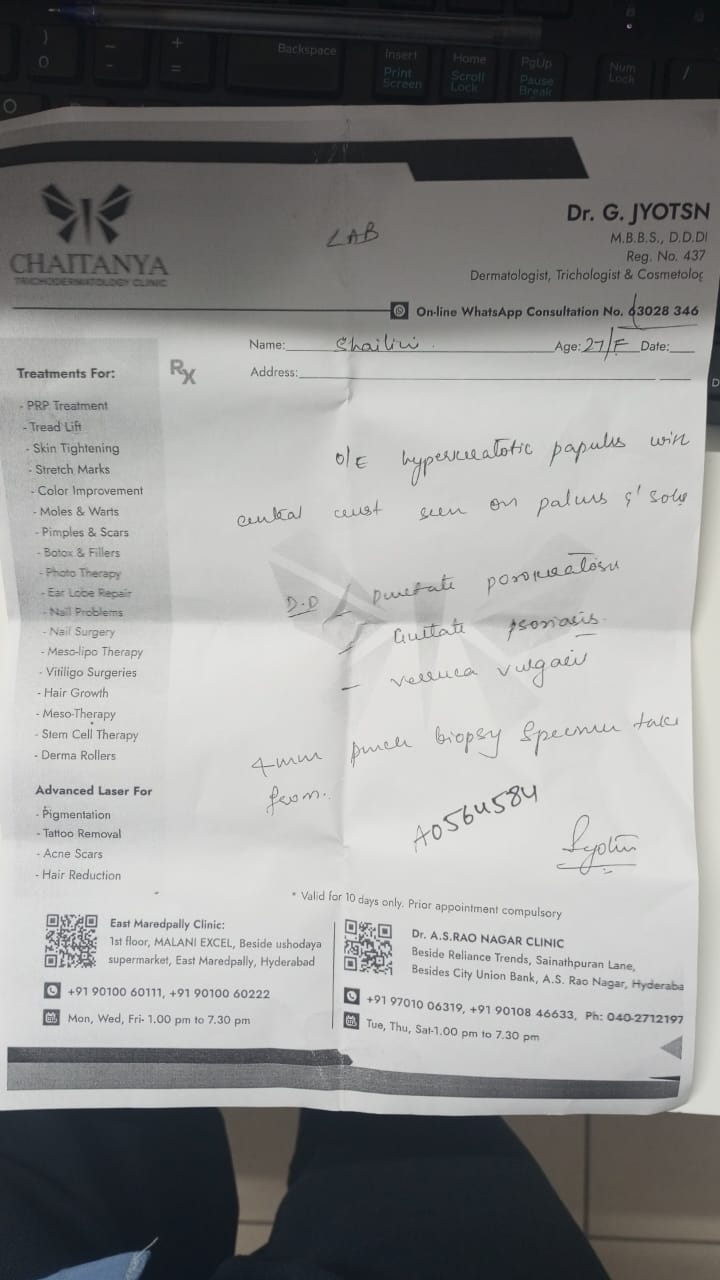 Backspace
Insert
Print
Screen
Home
Scroll
Lock
PgUp
Pause
Break
Num
Lock
CHAITANYA
TRICHODERMATOLOGY CLINIC
LAB
Dr. G. JYOTSN
M.B.B.S., D.D.DI
Reg. No. 437
Dermatologist, Trichologist & Cosmetolog
On-line WhatsApp Consultation No. 63028 346
Name: Shailini Age: 27/F Date:
Address:
Rx
Treatments For:
- PRP Treatment
- Tread Lift
- Skin Tightening
- Stretch Marks
- Color Improvement
- Moles & Warts
- Pimples & Scars
- Botox & Fillers
- Photo Therapy
- Ear Lobe Repair
- Nail Problems
- Nail Surgery
- Meso-lipo Therapy
- Vitiligo Surgeries
- Hair Growth
- Meso-Therapy
- Stem Cell Therapy
- Derma Rollers
Advanced Laser For
- Pigmentation
- Tattoo Removal
- Acne Scars
- Hair Reduction
O/E hyperkeratotic papules with
central crust seen on palms & sole
D.D - punctate porokeratosis
- Guttate psoriasis.
- verruca vulgaris
4mm punch biopsy specimen take
from.
A0564584
Jyotsn
* Valid for 10 days only. Prior appointment compulsory
East Maredpally Clinic:
1st floor, MALANI EXCEL, Beside ushodaya
supermarket, East Maredpally, Hyderabad
+91 90100 60111, +91 90100 60222
Mon, Wed, Fri- 1.00 pm to 7.30 pm
Dr. A.S.RAO NAGAR CLINIC
Beside Reliance Trends, Sainathpuran Lane,
Besides City Union Bank, A.S. Rao Nagar, Hyderaba
+91 97010 06319, +91 90108 46633, Ph: 040-2712197
Tue, Thu, Sat-1.00 pm to 7.30 pm